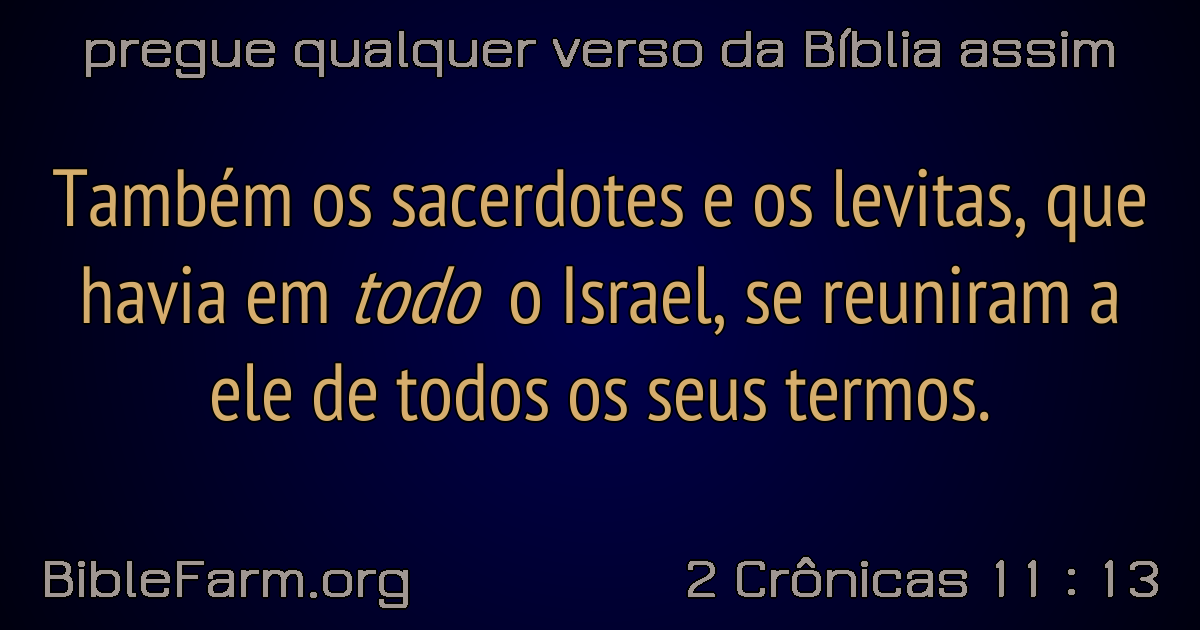 pregue qualquer verso da Bíblia assim
Também os sacerdotes e os levitas, que
havia em todo o Israel, se reuniram a
ele de todos os seus termos.
BibleFarm.org
2 Crônicas 11 : 13